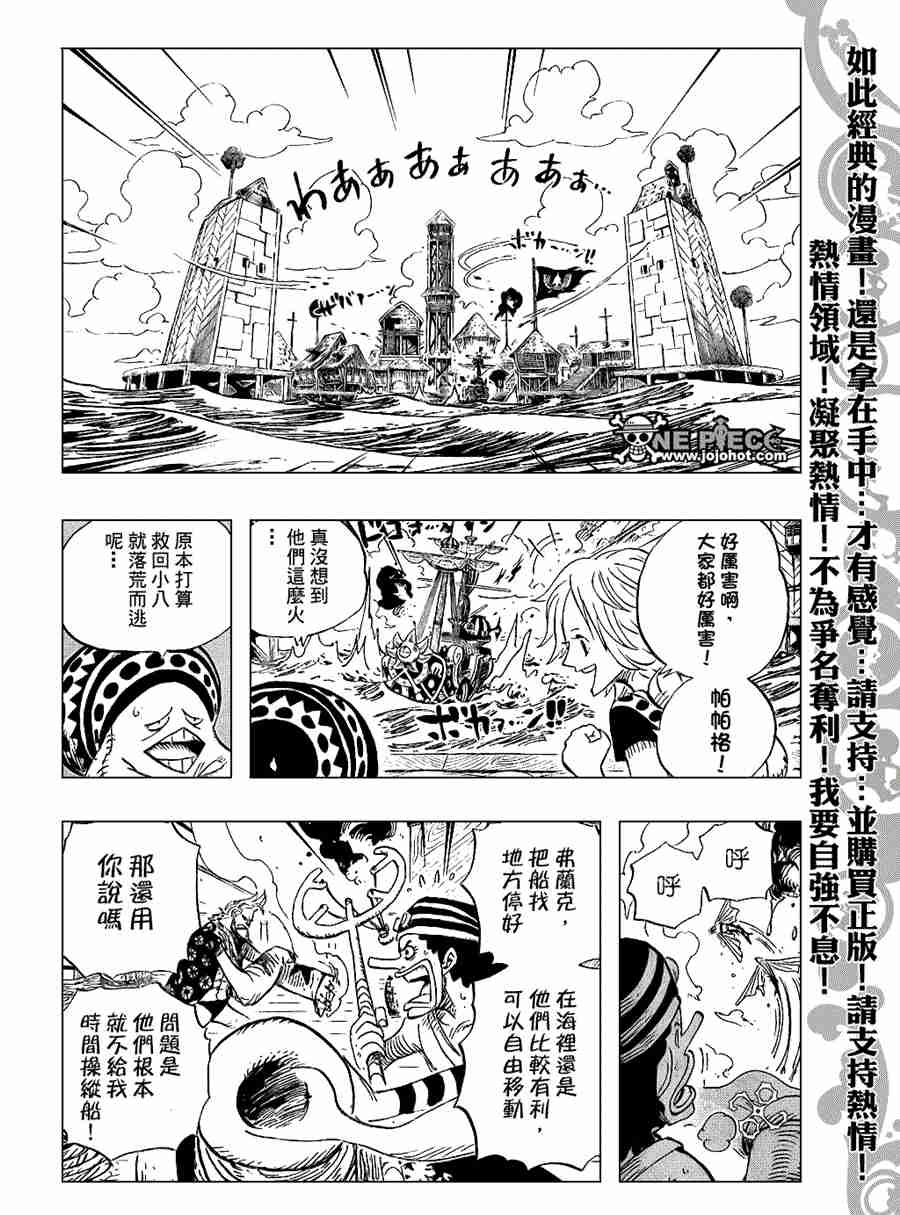 如此經典的漫畫！還是拿在手中…才有感覺…請支持…並購買正版！請支持熱情！
熱情領域！凝聚熱情！不為爭名奪利！我要自強不息！
わあぁあぁあぁぁ…
ボカーン!!
ONE PIECE
www.jojohot.com
好厲害啊，
大家都好厲害！
帕帕格！
真沒想到
他們這麼火
…
ボカァン!!
原本打算
救回小八
就落荒而逃
呢…
呼
呼
弗蘭克，
把船找
地方停好
在海裡還是
他們比較有利，
可以自由移動
那還用
你說嗎
問題是
他們根本
就不給我
時間操縱船！